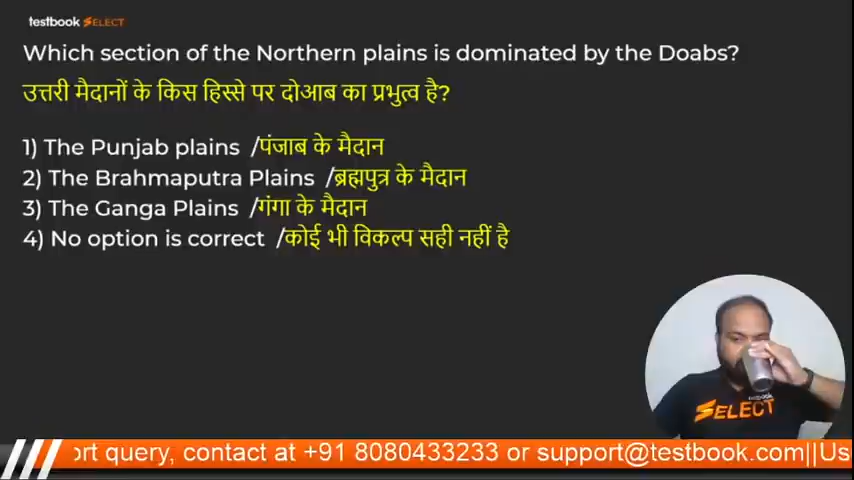 testbook SELECT
Which section of the Northern plains is dominated by the Doabs?
उत्तरी मैदानों के किस हिस्से पर दोआब का प्रभुत्व है?
1) The Punjab plains /पंजाब के मैदान
2) The Brahmaputra Plains /ब्रह्मपुत्र के मैदान
3) The Ganga Plains /गंगा के मैदान
4) No option is correct /कोई भी विकल्प सही नहीं है
testbook
SELECT
ort query, contact at +91 8080433233 or support@testbook.com||Us